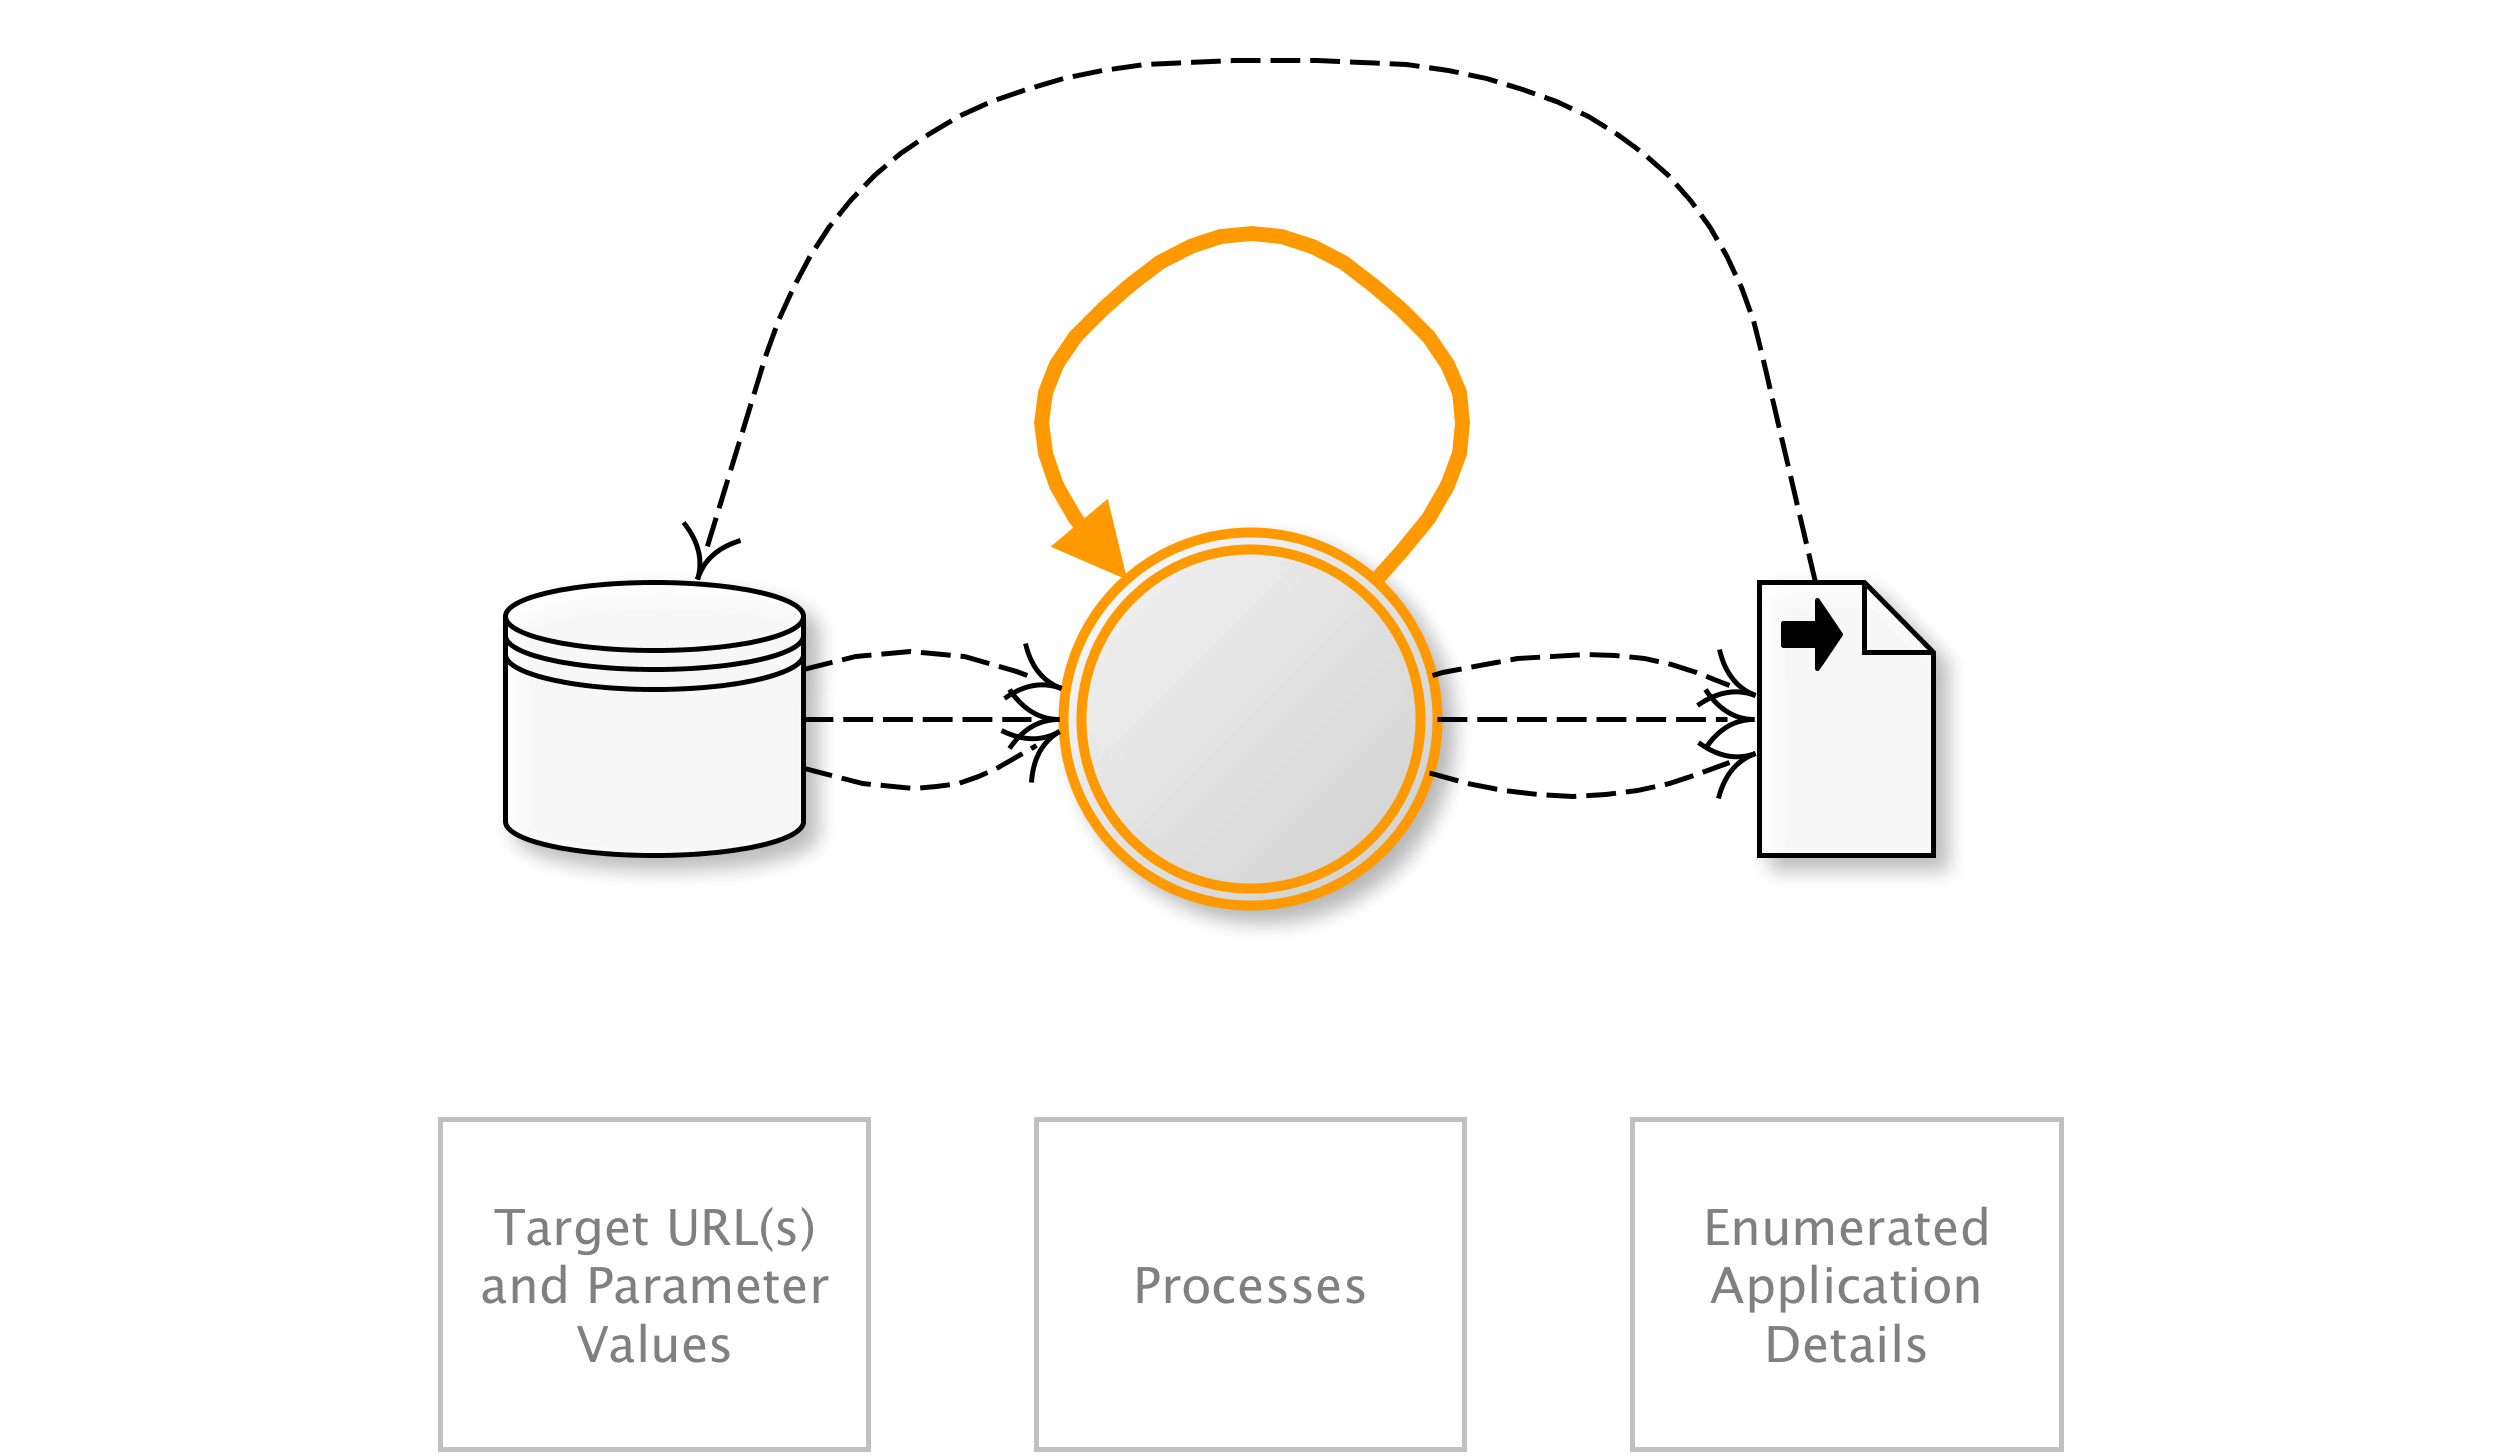 Target URL(s)
and Parameter
Values
Processes
Enumerated
Application
Details